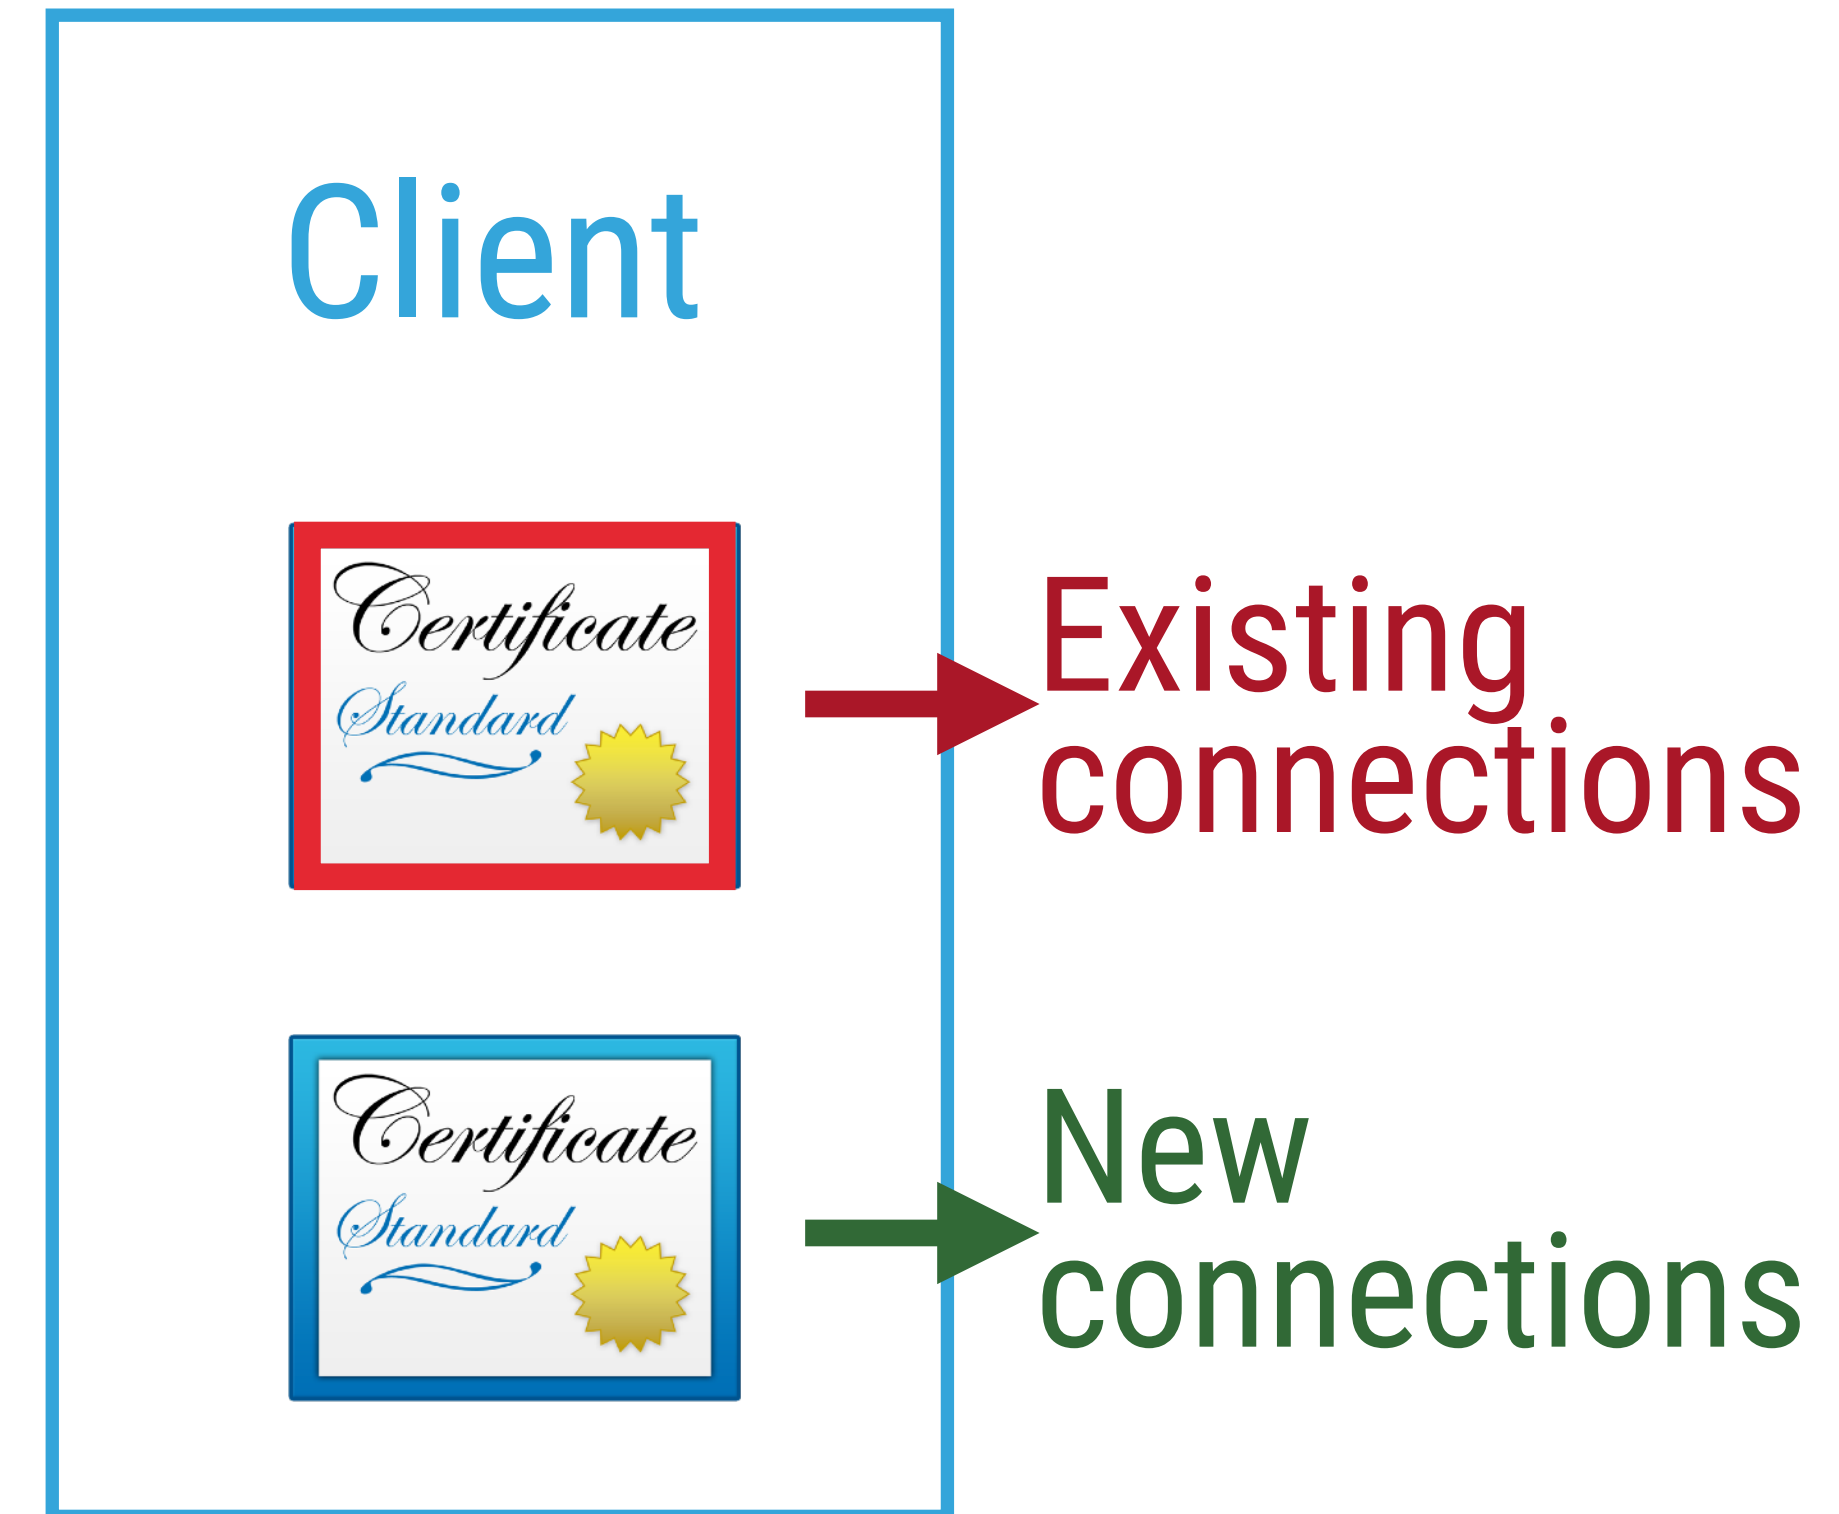 Client
Certificate
Standard
Existing
connections
Certificate
Standard
New
connections